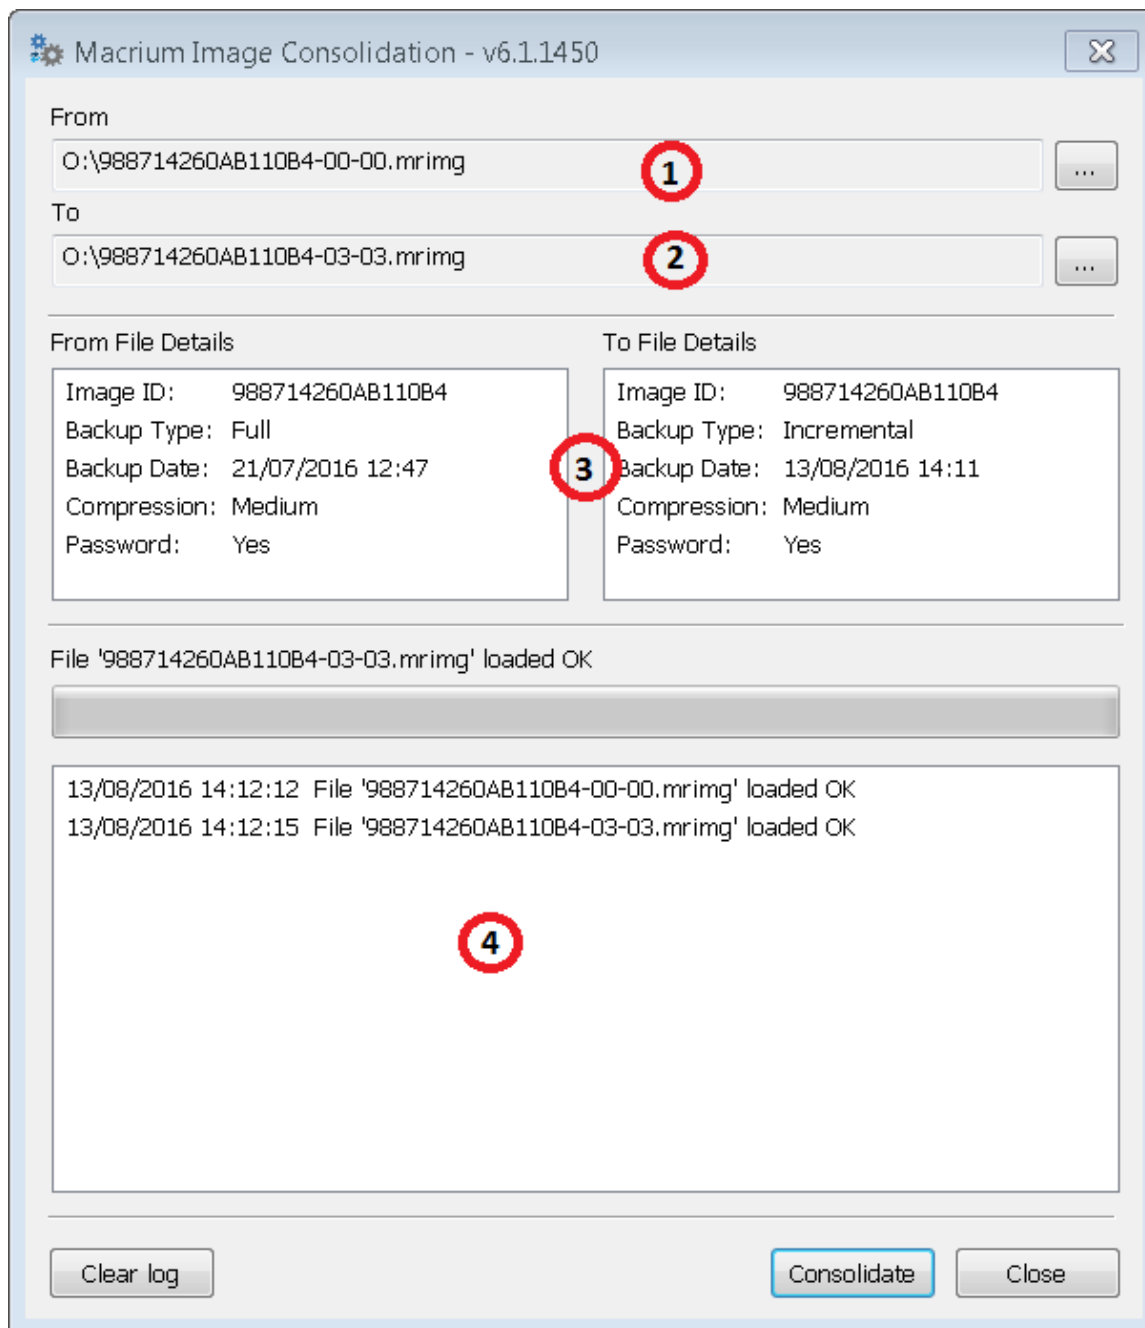 Macrium Image Consolidation - v6.1.1450
From
O:\988714260AB110B4-00-00.mrimg
1
...
To
O:\988714260AB110B4-03-03.mrimg
2
...
From File Details
Image ID: 988714260AB110B4
Backup Type: Full
Backup Date: 21/07/2016 12:47
Compression: Medium
Password: Yes
3
To File Details
Image ID: 988714260AB110B4
Backup Type: Incremental
Backup Date: 13/08/2016 14:11
Compression: Medium
Password: Yes
File '988714260AB110B4-03-03.mrimg' loaded OK
13/08/2016 14:12:12 File '988714260AB110B4-00-00.mrimg' loaded OK
13/08/2016 14:12:15 File '988714260AB110B4-03-03.mrimg' loaded OK
4
Clear log
Consolidate
Close